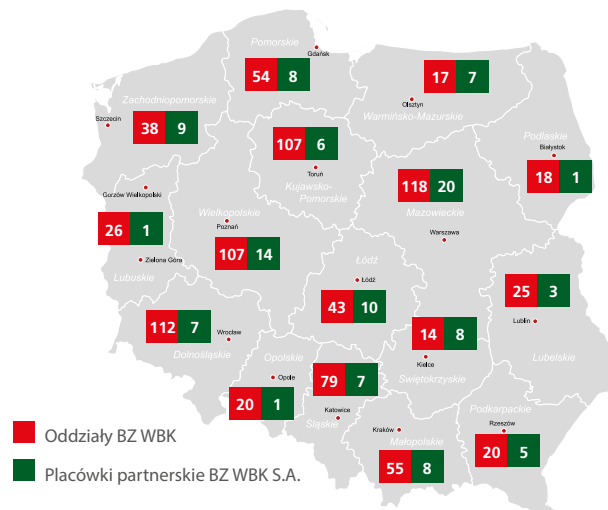 Pomorskie
Gdańsk
54 8
17 7
Olsztyn
Warmińsko-Mazurskie
Zachodniopomorskie
Szczecin
38 9
107 6
Toruń
Kujawsko-
Pomorskie
Podlaskie
Białystok
18 1
118 20
Mazowieckie
Warszawa
Gorzów Wielkopolski
26 1
Zielona Góra
Lubuskie
Wielkopolskie
Poznań
107 14
Łódź
Łódź
43 10
25 3
Lublin
Lubelskie
112 7
Wrocław
Dolnośląskie
14 8
Kielce
Swiętokrzyskie
Opolskie
Opole
20 1
79 7
Katowice
Śląskie
Kraków
Małopolskie
55 8
Podkarpackie
Rzeszów
20 5
Oddziały BZ WBK
Placówki partnerskie BZ WBK S.A.